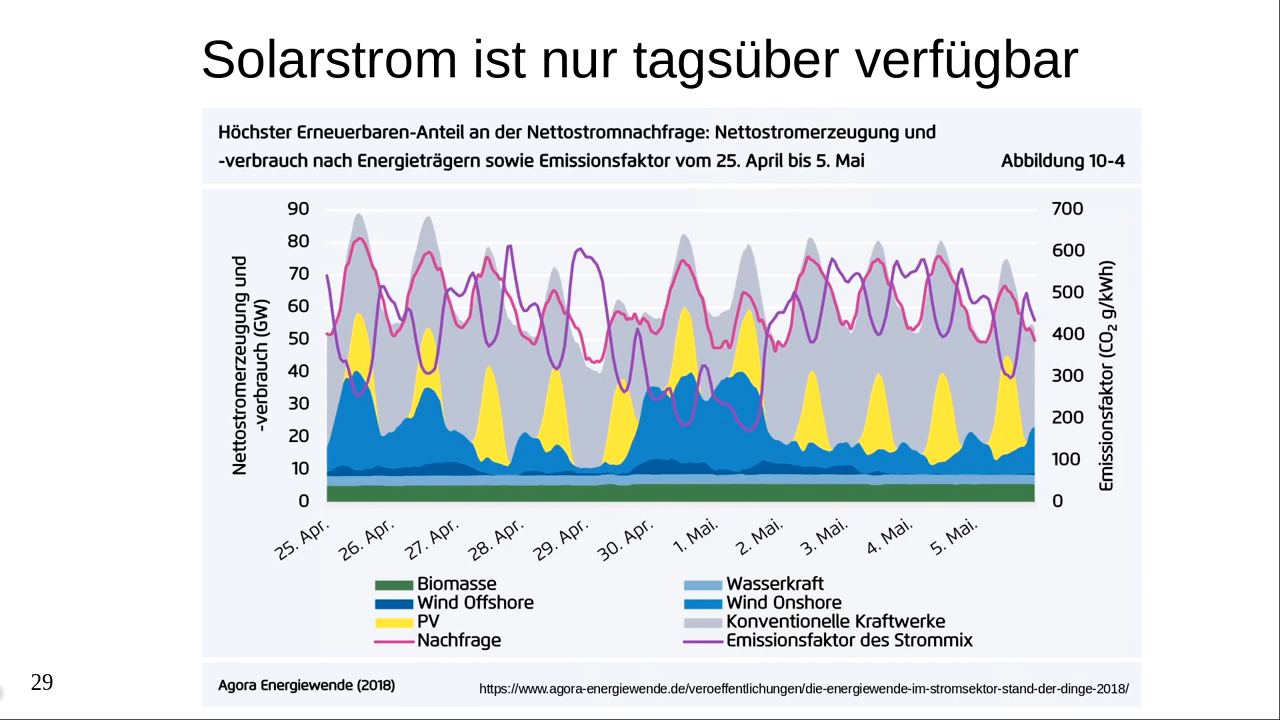 Solarstrom ist nur tagsüber verfügbar
Höchster Erneuerbaren-Anteil an der Nettostromnachfrage: Nettostromerzeugung und
-verbrauch nach Energieträgern sowie Emissionsfaktor vom 25. April bis 5. Mai
Abbildung 10-4
Nettostromerzeugung und
-verbrauch (GW)
90
80
70
60
50
40
30
20
10
0
700
600
500
400
300
200
100
0
Emissionsfaktor (CO₂ g/kWh)
25. Apr.
26. Apr.
27. Apr.
28. Apr.
29. Apr.
30. Apr.
1. Mai.
2. Mai.
3. Mai.
4. Mai.
5. Mai.
Biomasse
Wasserkraft
Wind Offshore
Wind Onshore
PV
Konventionelle Kraftwerke
Nachfrage
Emissionsfaktor des Strommix
29
Agora Energiewende (2018)
https://www.agora-energiewende.de/veroeffentlichungen/die-energiewende-im-stromsektor-stand-der-dinge-2018/